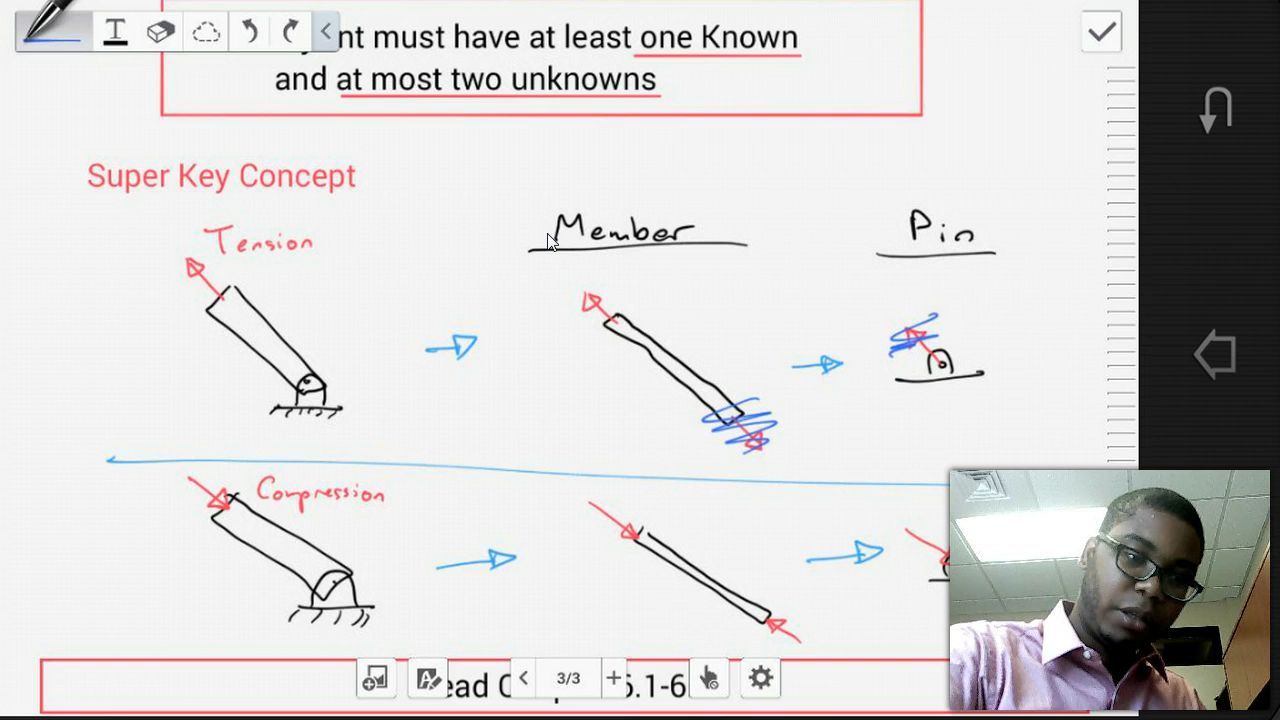 nt must have at least one Known
and at most two unknowns
Super Key Concept
Tension
Member
Pin
Compression
3/3